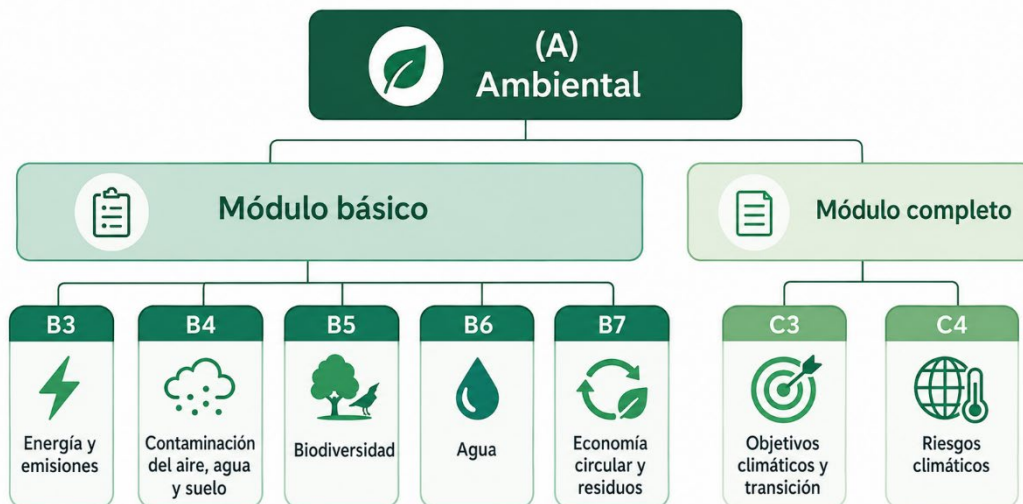 (A)
Ambiental
Módulo básico
Módulo completo
B3
B4
B5
B6
B7
C3
C4
Energía y
emisiones
Contaminación
del aire, agua
y suelo
Biodiversidad
Agua
Economía
circular y
residuos
Objetivos
climáticos y
transición
Riesgos
climáticos